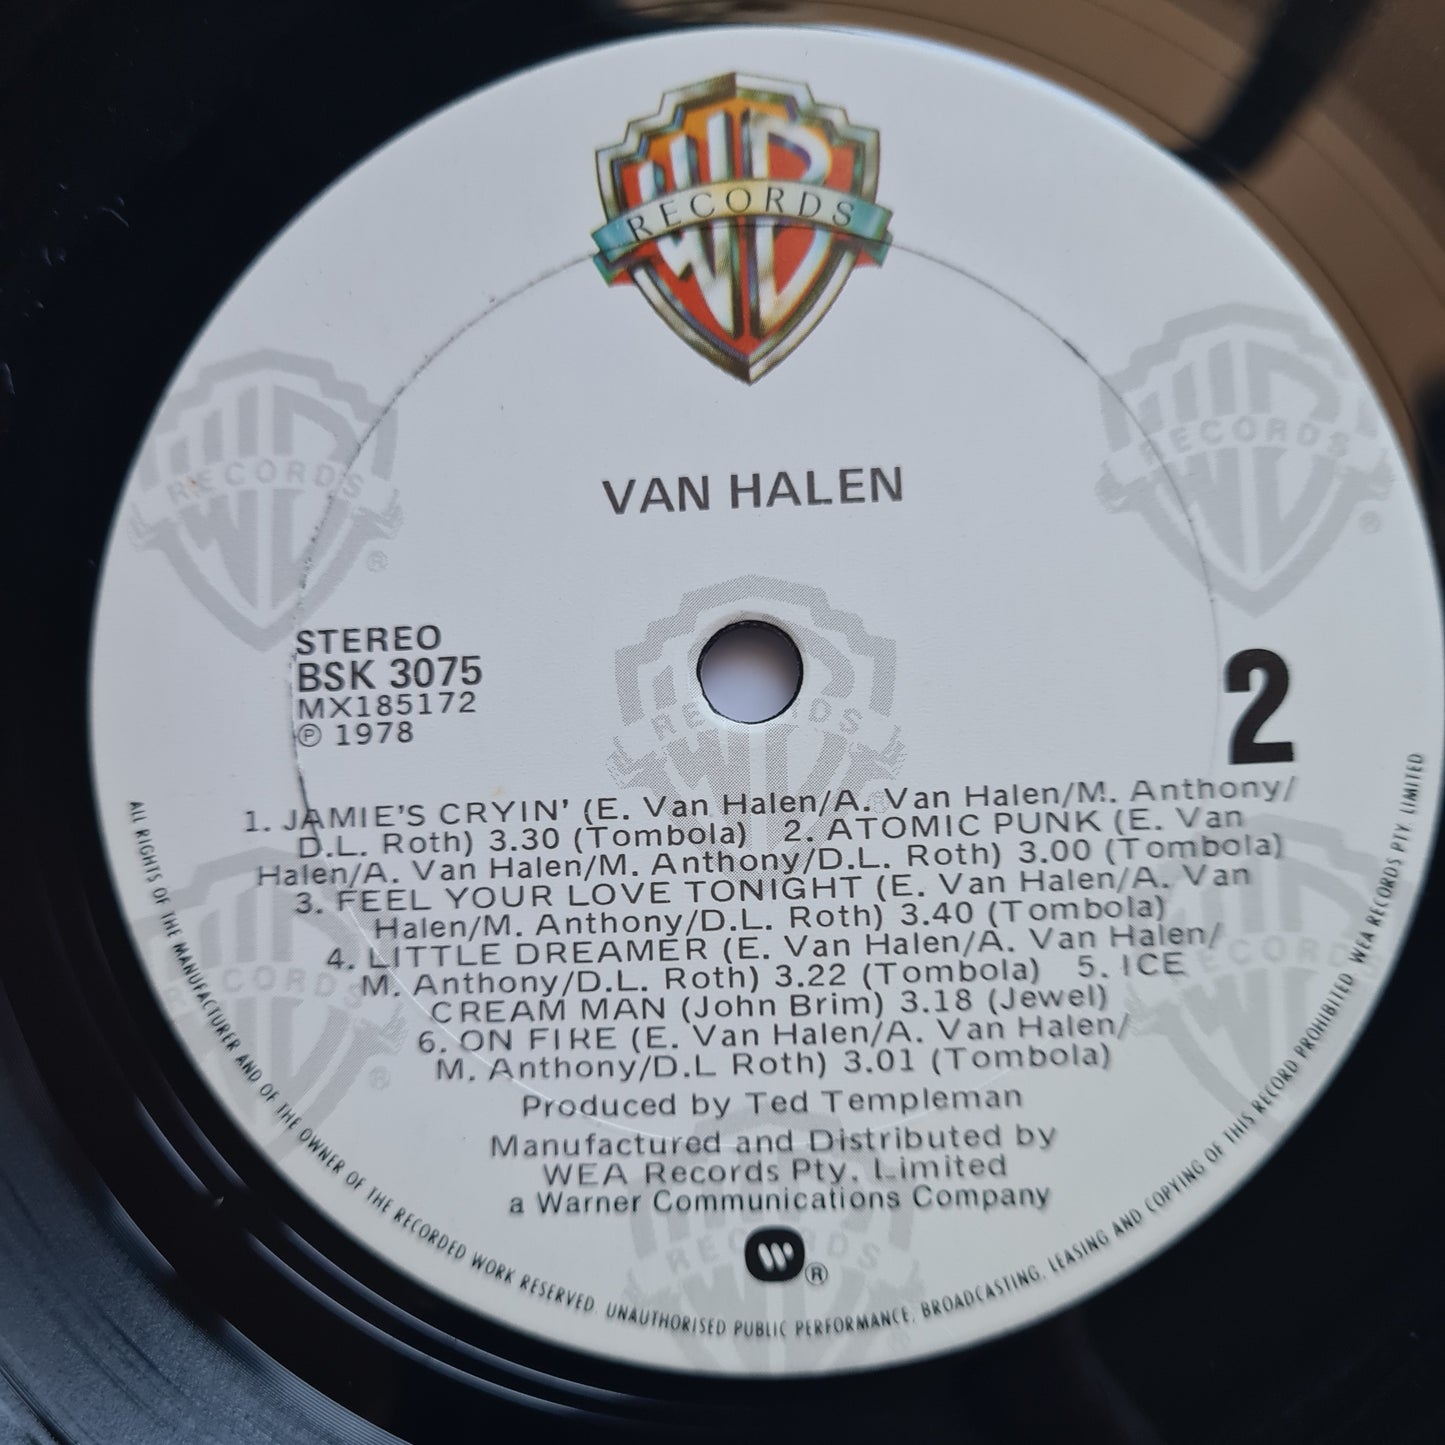 RECORDS
VAN HALEN
STEREO
BSK 3075
MX185172
℗ 1978
2
1. JAMIE'S CRYIN' (E. Van Halen/A. Van Halen/M. Anthony/
D.L. Roth) 3.30 (Tombola) 2. ATOMIC PUNK (E. Van
Halen/A. Van Halen/M. Anthony/D.L. Roth) 3.00 (Tombola)
3. FEEL YOUR LOVE TONIGHT (E. Van Halen/A. Van
Halen/M. Anthony/D.L. Roth) 3.40 (Tombola)
4. LITTLE DREAMER (E. Van Halen/A. Van Halen/
M. Anthony/D.L. Roth) 3.22 (Tombola) 5. ICE
CREAM MAN (John Brim) 3.18 (Jewel)
6. ON FIRE (E. Van Halen/A. Van Halen/
M. Anthony/D.L Roth) 3.01 (Tombola)
Produced by Ted Templeman
Manufactured and Distributed by
WEA Records Pty. Limited
a Warner Communications Company
®
ALL RIGHTS OF THE MANUFACTURER AND OF THE OWNER OF THE RECORDED WORK RESERVED. UNAUTHORISED PUBLIC PERFORMANCE, BROADCASTING, LEASING AND COPYING OF THIS RECORD PROHIBITED. WEA RECORDS PTY. LIMITED
RECORDS
®
RECORDS
®
RECORDS
RECORDS
®
RECORDS
RECORDS